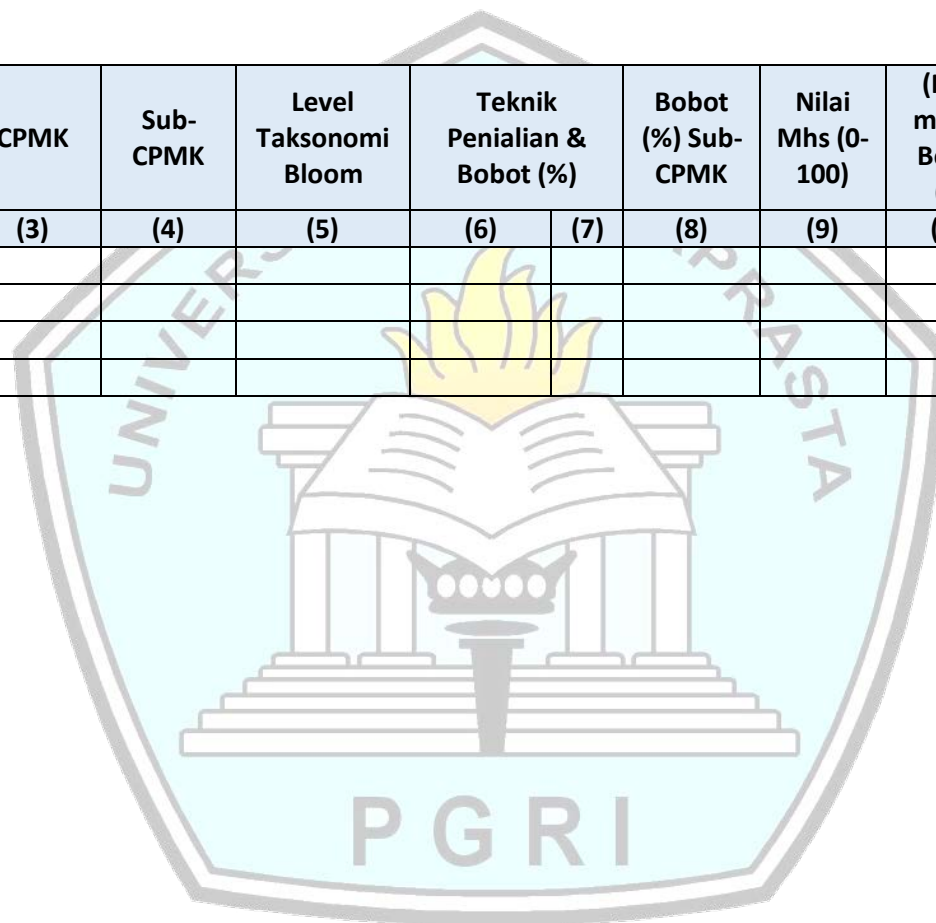 CPMK
Sub-
CPMK
Level
Taksonomi
Bloom
Teknik
Penialian &
Bobot (%)
Bobot
(%) Sub-
CPMK
Nilai
Mhs (0-
100)
(3) (4) (5) (6) (7) (8) (9)
PGRI